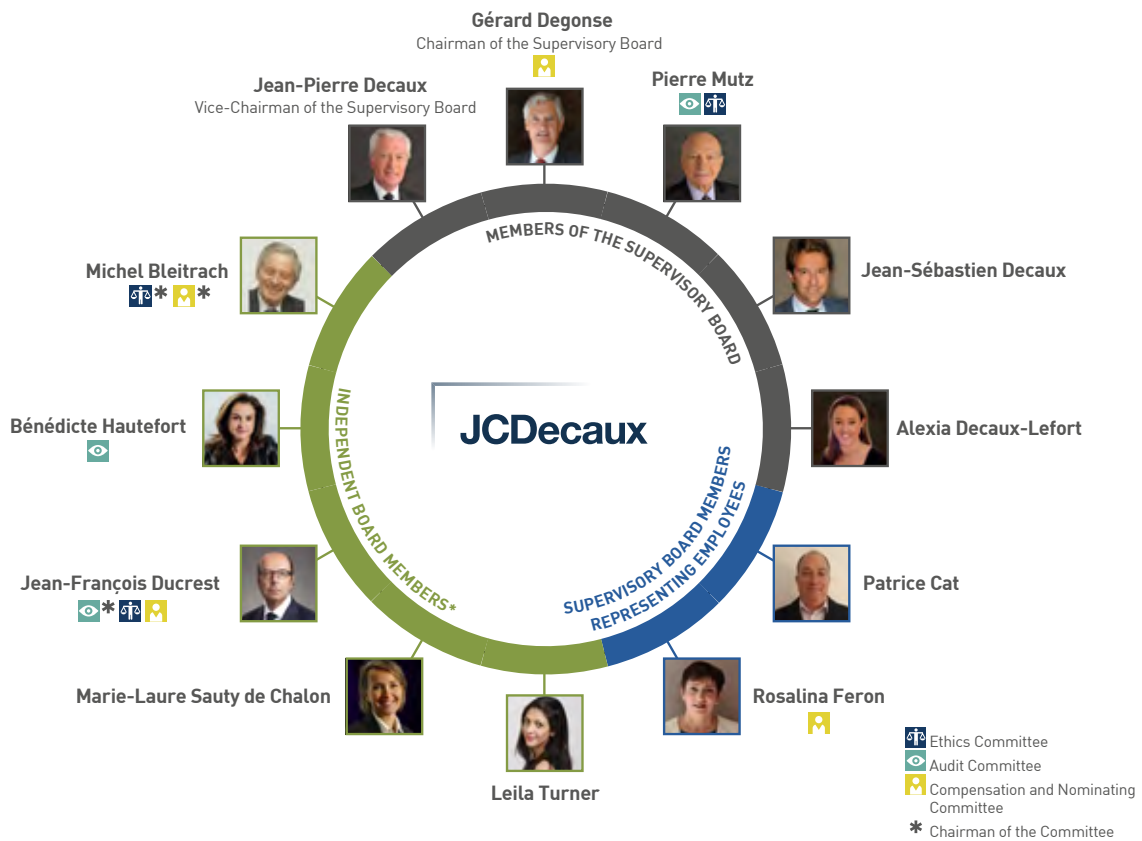 Gérard Degonse
Chairman of the Supervisory Board
Pierre Mutz
Jean-Pierre Decaux
Vice-Chairman of the Supervisory Board
MEMBERS OF THE SUPERVISORY BOARD
Michel Bleitrach
* *
Jean-Sébastien Decaux
Bénédicte Hautefort
INDEPENDENT BOARD MEMBERS*
JCDecaux
Alexia Decaux-Lefort
SUPERVISORY BOARD MEMBERS
REPRESENTING EMPLOYEES
Jean-François Ducrest
*
Patrice Cat
Marie-Laure Sauty de Chalon
Rosalina Feron
Leila Turner
Ethics Committee
Audit Committee
Compensation and Nominating
Committee
* Chairman of the Committee